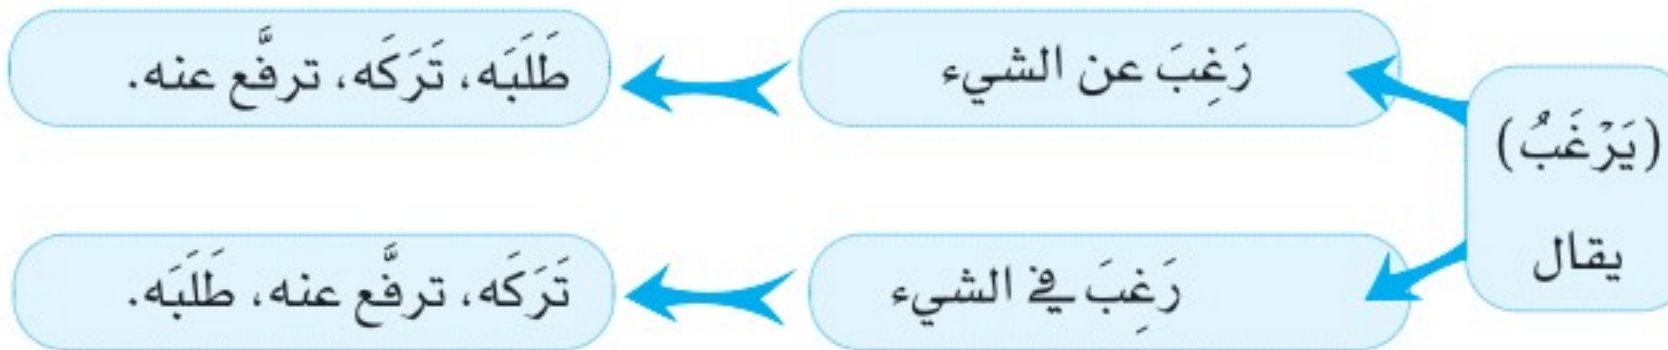 (يَرْغَبُ)
يقال
رَغِبَ عن الشيء
طَلَبَه، تَرَكَه، ترفَّع عنه.
رَغِبَ في الشيء
تَرَكَه، ترفَّع عنه، طَلَبَه.